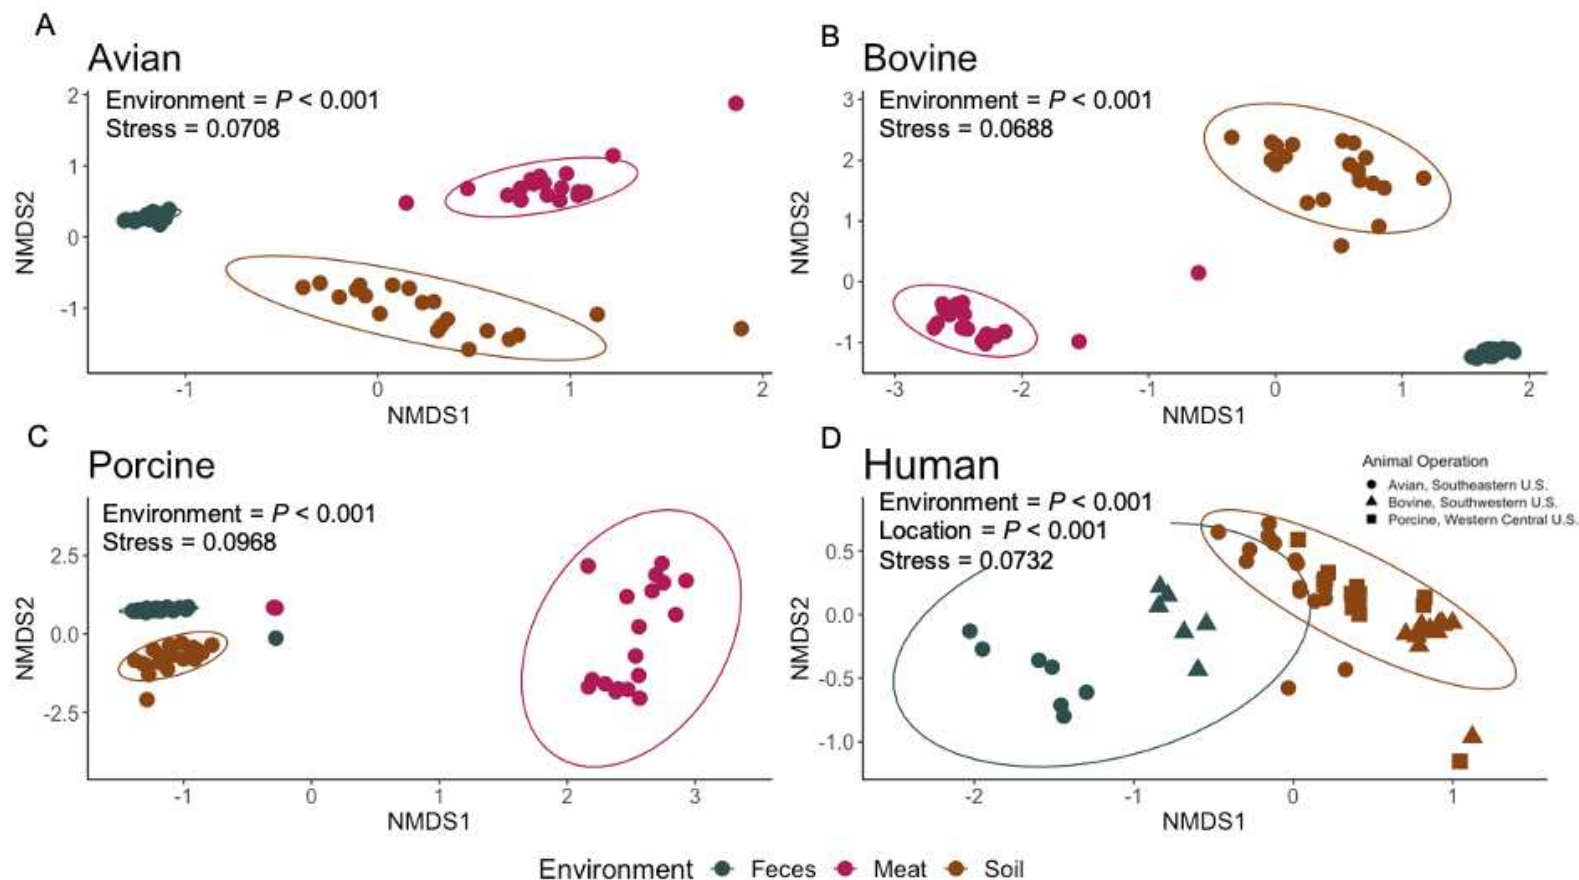 A
Avian
Environment = P < 0.001
Stress = 0.0708
2
1
0
-1
NMDS2
-1
0
1
2
NMDS1
B
Bovine
Environment = P < 0.001
Stress = 0.0688
3
2
1
0
-1
NMDS2
-3
-2
-1
0
1
2
NMDS1
C
Porcine
Environment = P < 0.001
Stress = 0.0968
2.5
0.0
-2.5
NMDS2
-1
0
1
2
3
NMDS1
D
Human
Environment = P < 0.001
Location = P < 0.001
Stress = 0.0732
Animal Operation
Avian, Southeastern U.S.
Bovine, Southwestern U.S.
Porcine, Western Central U.S.
0.5
0.0
-0.5
-1.0
NMDS2
-2
-1
0
1
NMDS1
Environment Feces Meat Soil